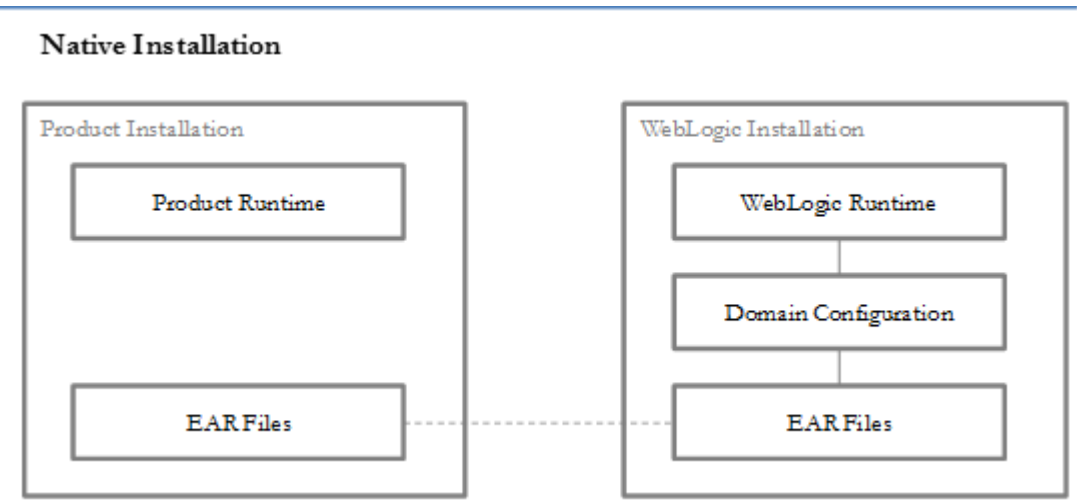 Native Installation
Product Installation
WebLogic Installation
Product Runtime
WebLogic Runtime
Domain Configuration
EAR Files
EAR Files